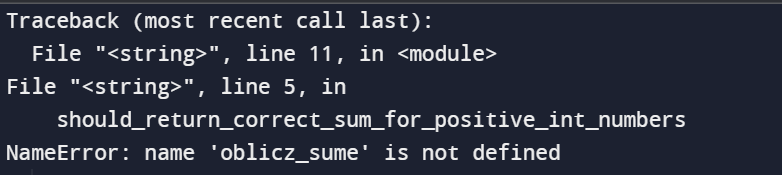 Traceback (most recent call last):
  File "<string>", line 11, in <module>
File "<string>", line 5, in
    should_return_correct_sum_for_positive_int_numbers
NameError: name 'oblicz_sume' is not defined